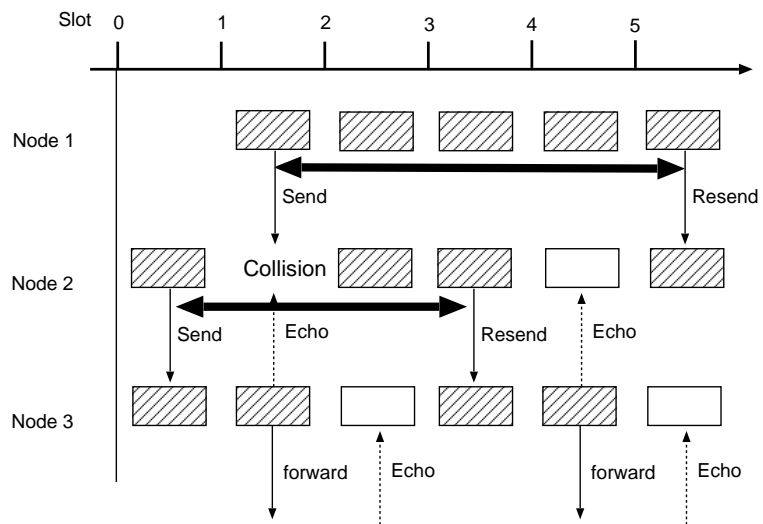 Slot 0 1 2 3 4 5
Node 1
Send Resend
Node 2 Collision
Send Echo Resend Echo
Node 3
forward Echo forward Echo